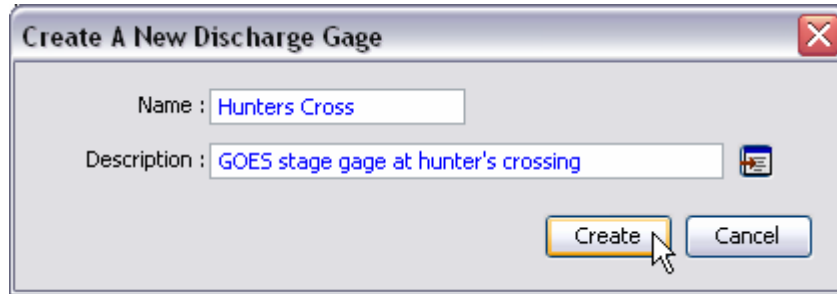 Create A New Discharge Gage
Name : Hunters Cross
Description : GOES stage gage at hunter's crossing
Create Cancel